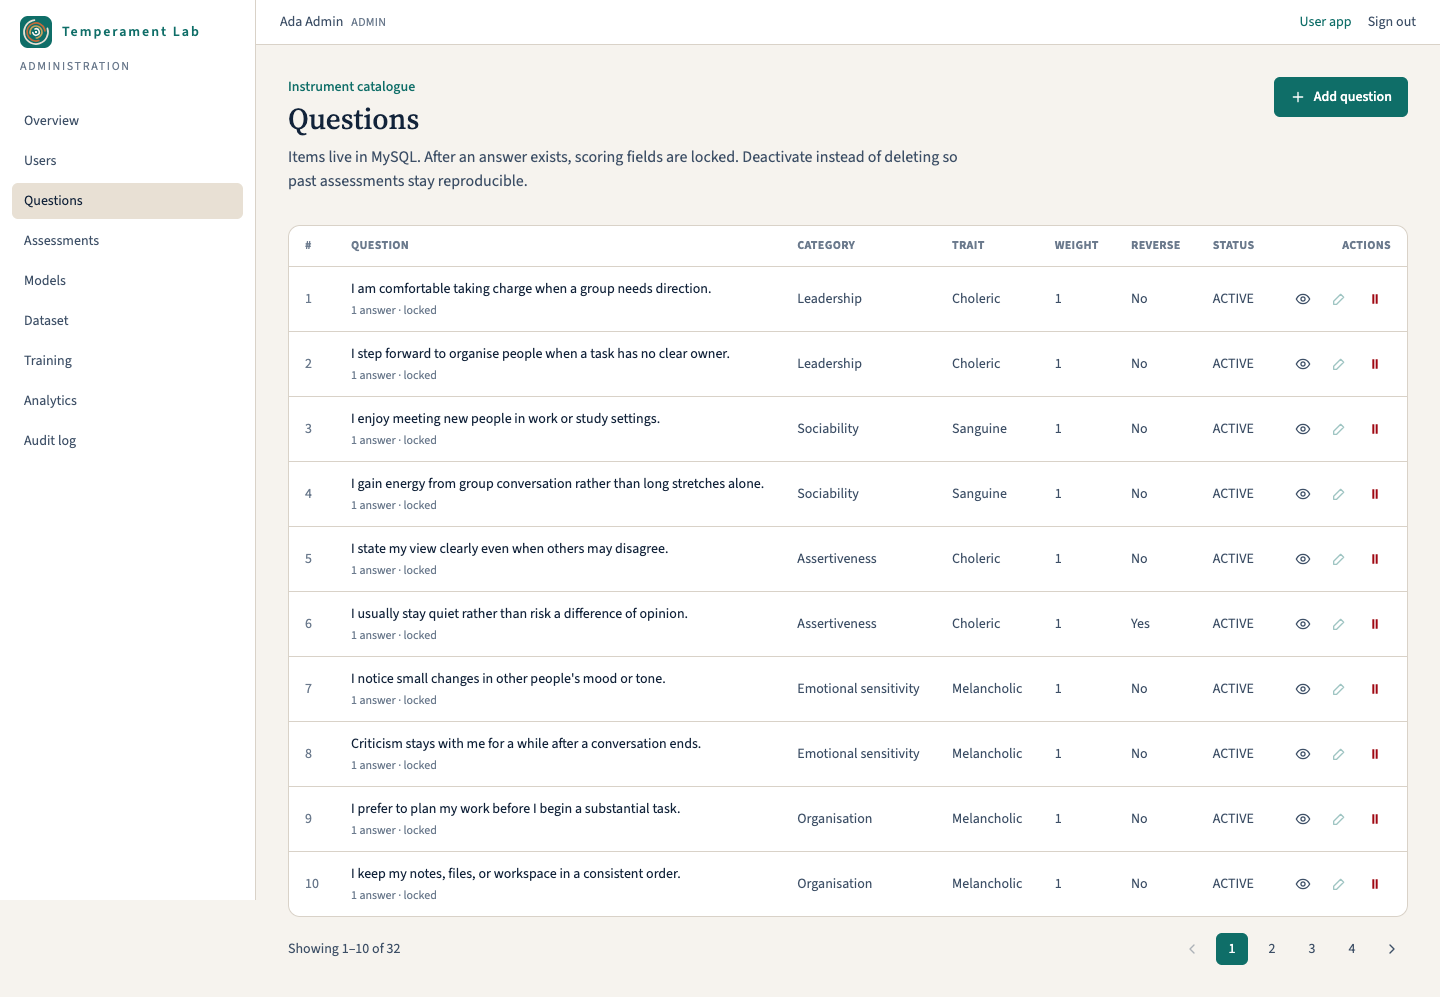 Temperament Lab
ADMINISTRATION
Overview
Users
Questions
Assessments
Models
Dataset
Training
Analytics
Audit log
Ada Admin ADMIN
User app Sign out
Instrument catalogue
Questions
Items live in MySQL. After an answer exists, scoring fields are locked. Deactivate instead of deleting so
past assessments stay reproducible.
Add question
# QUESTION CATEGORY TRAIT WEIGHT REVERSE STATUS ACTIONS
1 I am comfortable taking charge when a group needs direction. Leadership Choleric 1 No ACTIVE
1 answer · locked
2 I step forward to organise people when a task has no clear owner. Leadership Choleric 1 No ACTIVE
1 answer · locked
3 I enjoy meeting new people in work or study settings. Sociability Sanguine 1 No ACTIVE
1 answer · locked
4 I gain energy from group conversation rather than long stretches alone. Sociability Sanguine 1 No ACTIVE
1 answer · locked
5 I state my view clearly even when others may disagree. Assertiveness Choleric 1 No ACTIVE
1 answer · locked
6 I usually stay quiet rather than risk a difference of opinion. Assertiveness Choleric 1 Yes ACTIVE
1 answer · locked
7 I notice small changes in other people's mood or tone. Emotional sensitivity Melancholic 1 No ACTIVE
1 answer · locked
8 Criticism stays with me for a while after a conversation ends. Emotional sensitivity Melancholic 1 No ACTIVE
1 answer · locked
9 I prefer to plan my work before I begin a substantial task. Organisation Melancholic 1 No ACTIVE
1 answer · locked
10 I keep my notes, files, or workspace in a consistent order. Organisation Melancholic 1 No ACTIVE
1 answer · locked
Showing 1–10 of 32
1 2 3 4